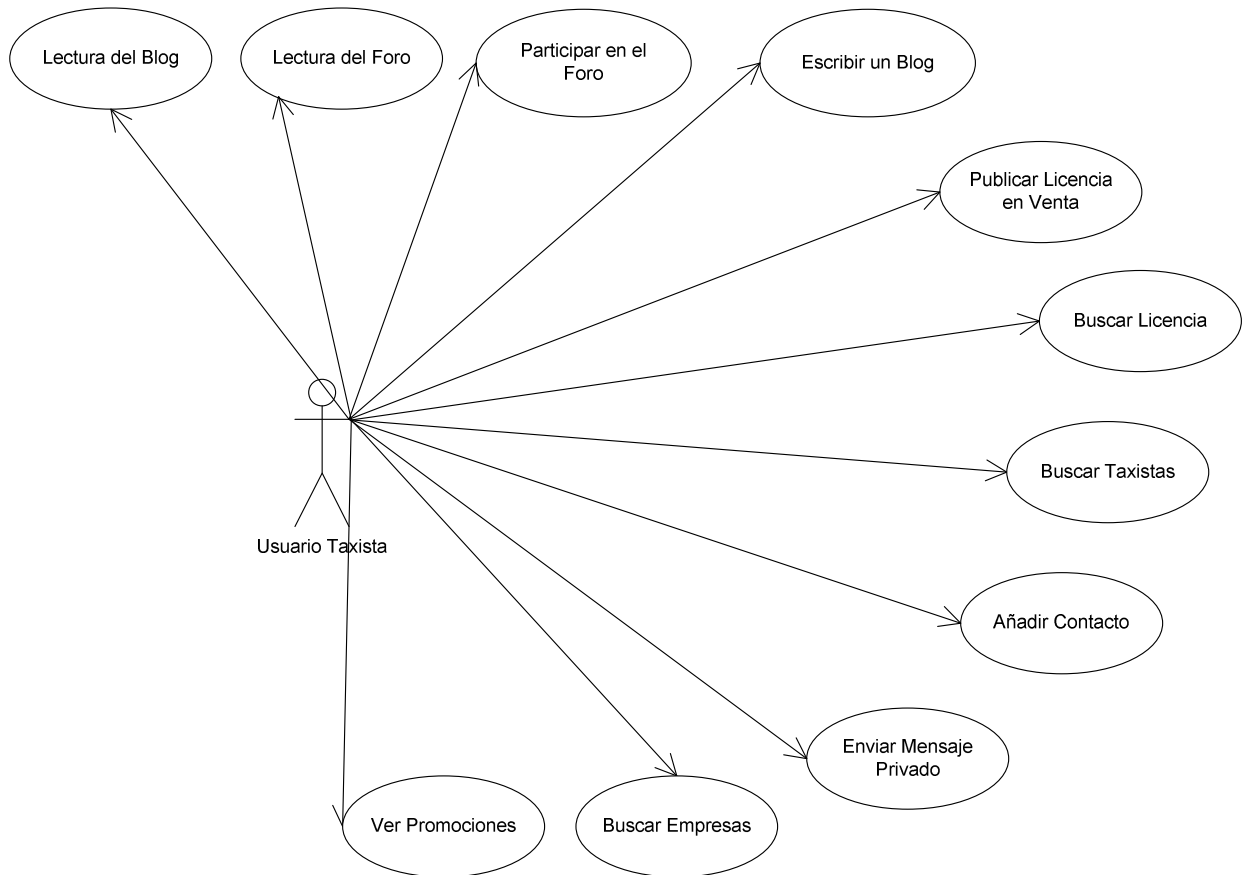 Lectura del Blog
Lectura del Foro
Participar en el
Foro
Escribir un Blog
Publicar Licencia
en Venta
Buscar Licencia
Buscar Taxistas
Usuario Taxista
Añadir Contacto
Enviar Mensaje
Privado
Ver Promociones
Buscar Empresas